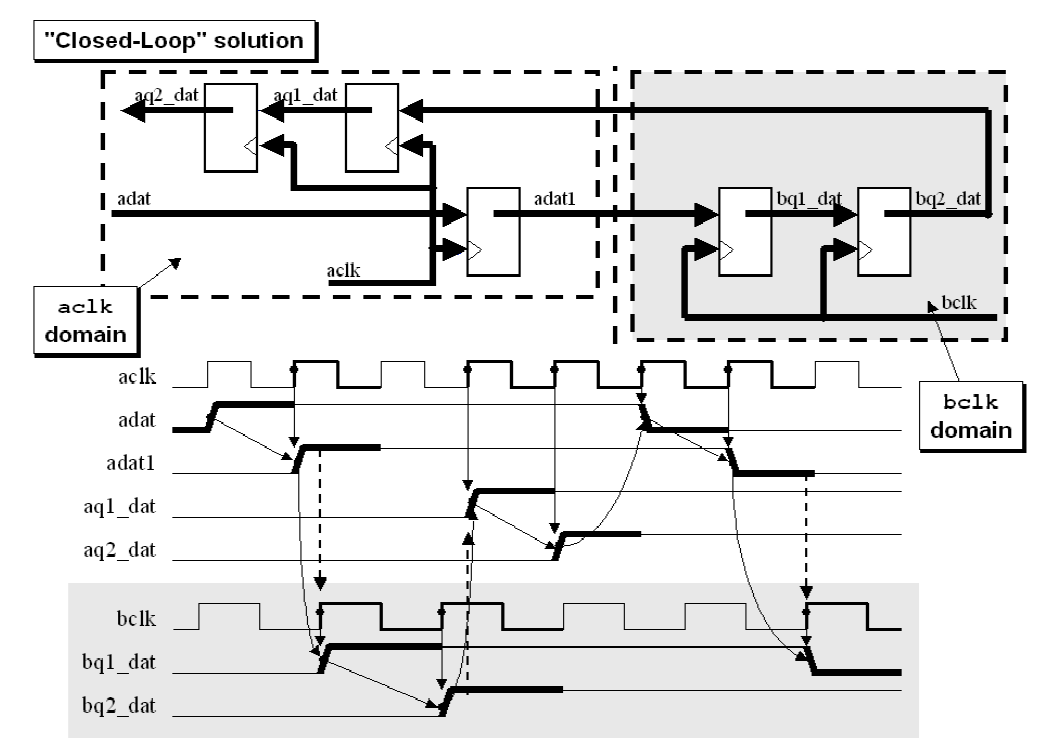 "Closed-Loop" solution
aq2_dat
aq1_dat
adat
adat1
bq1_dat
bq2_dat
aclk
bclk
aclk
domain
bclk
domain
aclk
adat
adat1
aq1_dat
aq2_dat
bclk
bq1_dat
bq2_dat